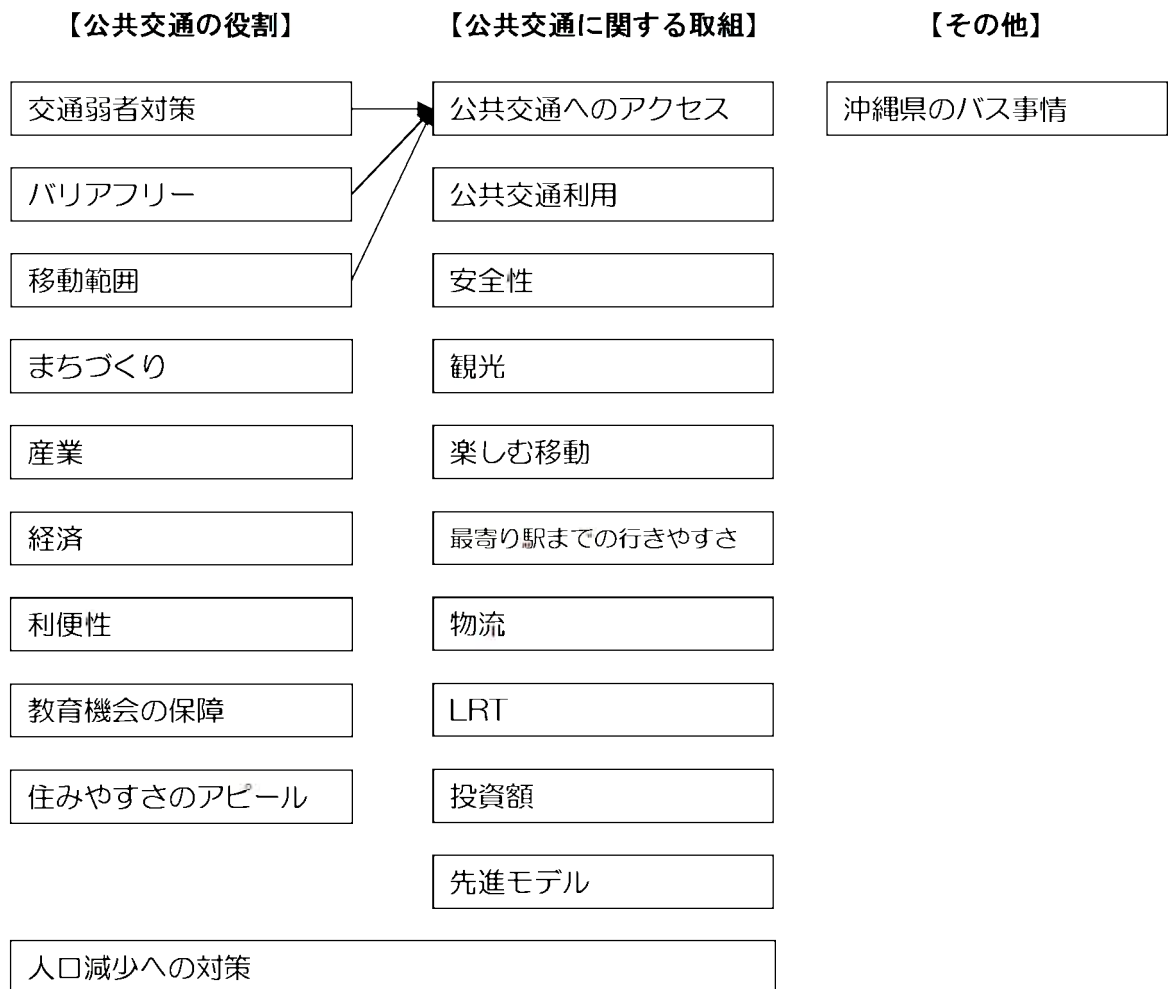 【公共交通の役割】
【公共交通に関する取組】
【その他】
交通弱者対策
公共交通へのアクセス
沖縄県のバス事情
バリアフリー
公共交通利用
移動範囲
安全性
まちづくり
観光
産業
楽しむ移動
経済
最寄り駅までの行きやすさ
利便性
物流
教育機会の保障
LRT
住みやすさのアピール
投資額
先進モデル
人口減少への対策